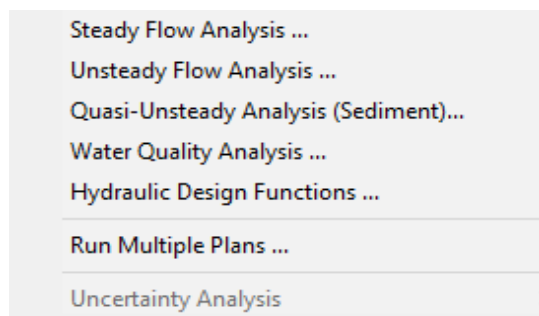 Steady Flow Analysis ...
Unsteady Flow Analysis ...
Quasi-Unsteady Analysis (Sediment)...
Water Quality Analysis ...
Hydraulic Design Functions ...
Run Multiple Plans ...
Uncertainty Analysis